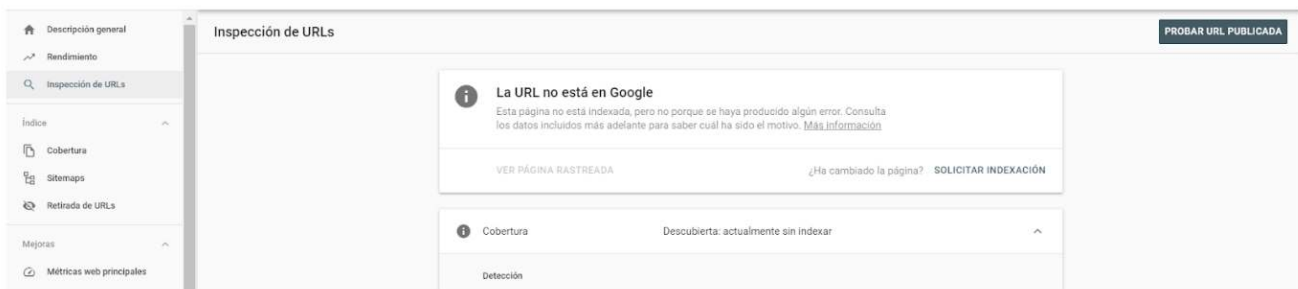 Descripción general
Rendimiento
Inspección de URLs
Índice
Cobertura
Sitemaps
Retirada de URLs
Mejoras
Métricas web principales
Inspección de URLs
PROBAR URL PUBLICADA
La URL no está en Google
Esta página no está indexada, pero no porque se haya producido algún error. Consulta
los datos incluidos más adelante para saber cuál ha sido el motivo. Más información
VER PÁGINA RASTREADA
¿Ha cambiado la página? SOLICITAR INDEXACIÓN
Cobertura
Descubierta: actualmente sin indexar
Detección